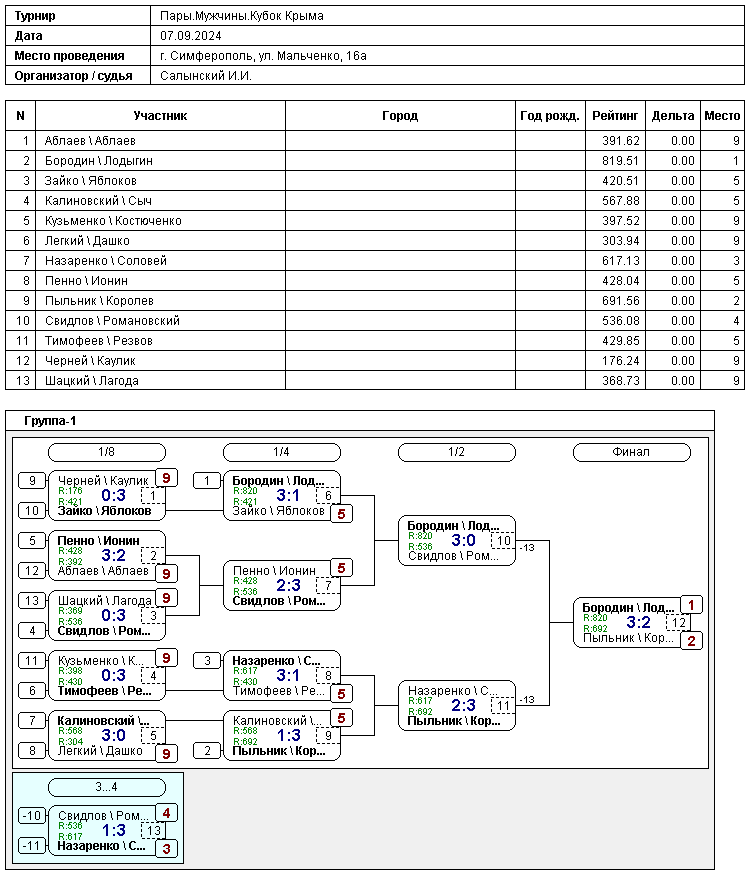 Турнир Пары.Мужчины.Кубок Крыма
Дата 07.09.2024
Место проведения г. Симферополь, ул. Мальченко, 16а
Организатор / судья Салынский И.И.
N Участник Город Год рожд. Рейтинг Дельта Место
1 Аблаев \ Аблаев 391.62 0.00 9
2 Бородин \ Лодыгин 819.51 0.00 1
3 Зайко \ Яблоков 420.51 0.00 5
4 Калиновский \ Сыч 567.88 0.00 5
5 Кузьменко \ Костюченко 397.52 0.00 9
6 Легкий \ Дашко 303.94 0.00 9
7 Назаренко \ Соловей 617.13 0.00 3
8 Пенно \ Ионин 428.04 0.00 5
9 Пыльник \ Королев 691.56 0.00 2
10 Свидлов \ Романовский 536.08 0.00 4
11 Тимофеев \ Резвов 429.85 0.00 5
12 Черней \ Каулик 176.24 0.00 9
13 Шацкий \ Лагода 368.73 0.00 9
Группа-1
1/8 1/4 1/2 Финал
9 Черней \ Каулик 9
R:176 0:3 1
R:421
10 Зайко \ Яблоков
5 Пенно \ Ионин
R:428 3:2 2
R:392
12 Аблаев \ Аблаев 9
13 Шацкий \ Лагода 9
R:369 0:3 3
R:536
4 Свидлов \ Ром...
11 Кузьменко \ К... 9
R:398 0:3 4
R:430
6 Тимофеев \ Ре...
7 Калиновский \...
R:568 3:0 5
R:304
8 Легкий \ Дашко 9
1 Бородин \ Лод...
R:820 3:1 6
R:421
Зайко \ Яблоков 5
Пенно \ Ионин 5
R:428 2:3 7
R:536
Свидлов \ Ром...
3 Назаренко \ С...
R:617 3:1 8
R:430
Тимофеев \ Ре... 5
Калиновский \... 5
R:568 1:3 9
R:692
2 Пыльник \ Кор...
Бородин \ Лод...
R:820 3:0 10 -13
R:536
Свидлов \ Ром...
Назаренко \ С...
R:617 2:3 11 -13
R:692
Пыльник \ Кор...
Бородин \ Лод... 1
R:820 3:2 12
R:692
Пыльник \ Кор... 2
3...4
-10 Свидлов \ Ром... 4
R:536 1:3 13
R:617
-11 Назаренко \ С... 3